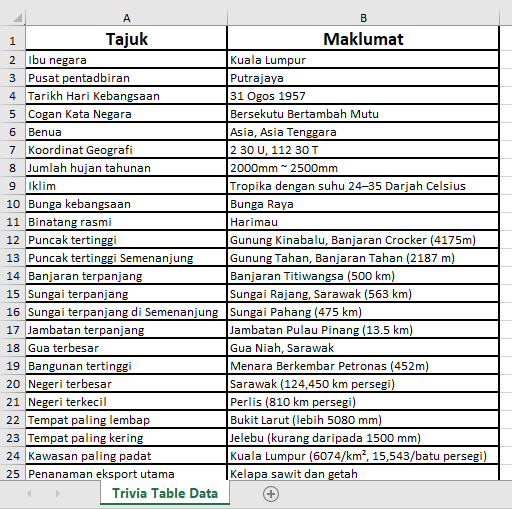 A B
1 Tajuk Maklumat
2 Ibu negara Kuala Lumpur
3 Pusat pentadbiran Putrajaya
4 Tarikh Hari Kebangsaan 31 Ogos 1957
5 Cogan Kata Negara Bersekutu Bertambah Mutu
6 Benua Asia, Asia Tenggara
7 Koordinat Geografi 2 30 U, 112 30 T
8 Jumlah hujan tahunan 2000mm ~ 2500mm
9 Iklim Tropika dengan suhu 24–35 Darjah Celsius
10 Bunga kebangsaan Bunga Raya
11 Binatang rasmi Harimau
12 Puncak tertinggi Gunung Kinabalu, Banjaran Crocker (4175m)
13 Puncak tertinggi Semenanjung Gunung Tahan, Banjaran Tahan (2187 m)
14 Banjaran terpanjang Banjaran Titiwangsa (500 km)
15 Sungai terpanjang Sungai Rajang, Sarawak (563 km)
16 Sungai terpanjang di Semenanjung Sungai Pahang (475 km)
17 Jambatan terpanjang Jambatan Pulau Pinang (13.5 km)
18 Gua terbesar Gua Niah, Sarawak
19 Bangunan tertinggi Menara Berkembar Petronas (452m)
20 Negeri terbesar Sarawak (124,450 km persegi)
21 Negeri terkecil Perlis (810 km persegi)
22 Tempat paling lembap Bukit Larut (lebih 5080 mm)
23 Tempat paling kering Jelebu (kurang daripada 1500 mm)
24 Kawasan paling padat Kuala Lumpur (6074/km², 15,543/batu persegi)
25 Penanaman eksport utama Kelapa sawit dan getah
Trivia Table Data